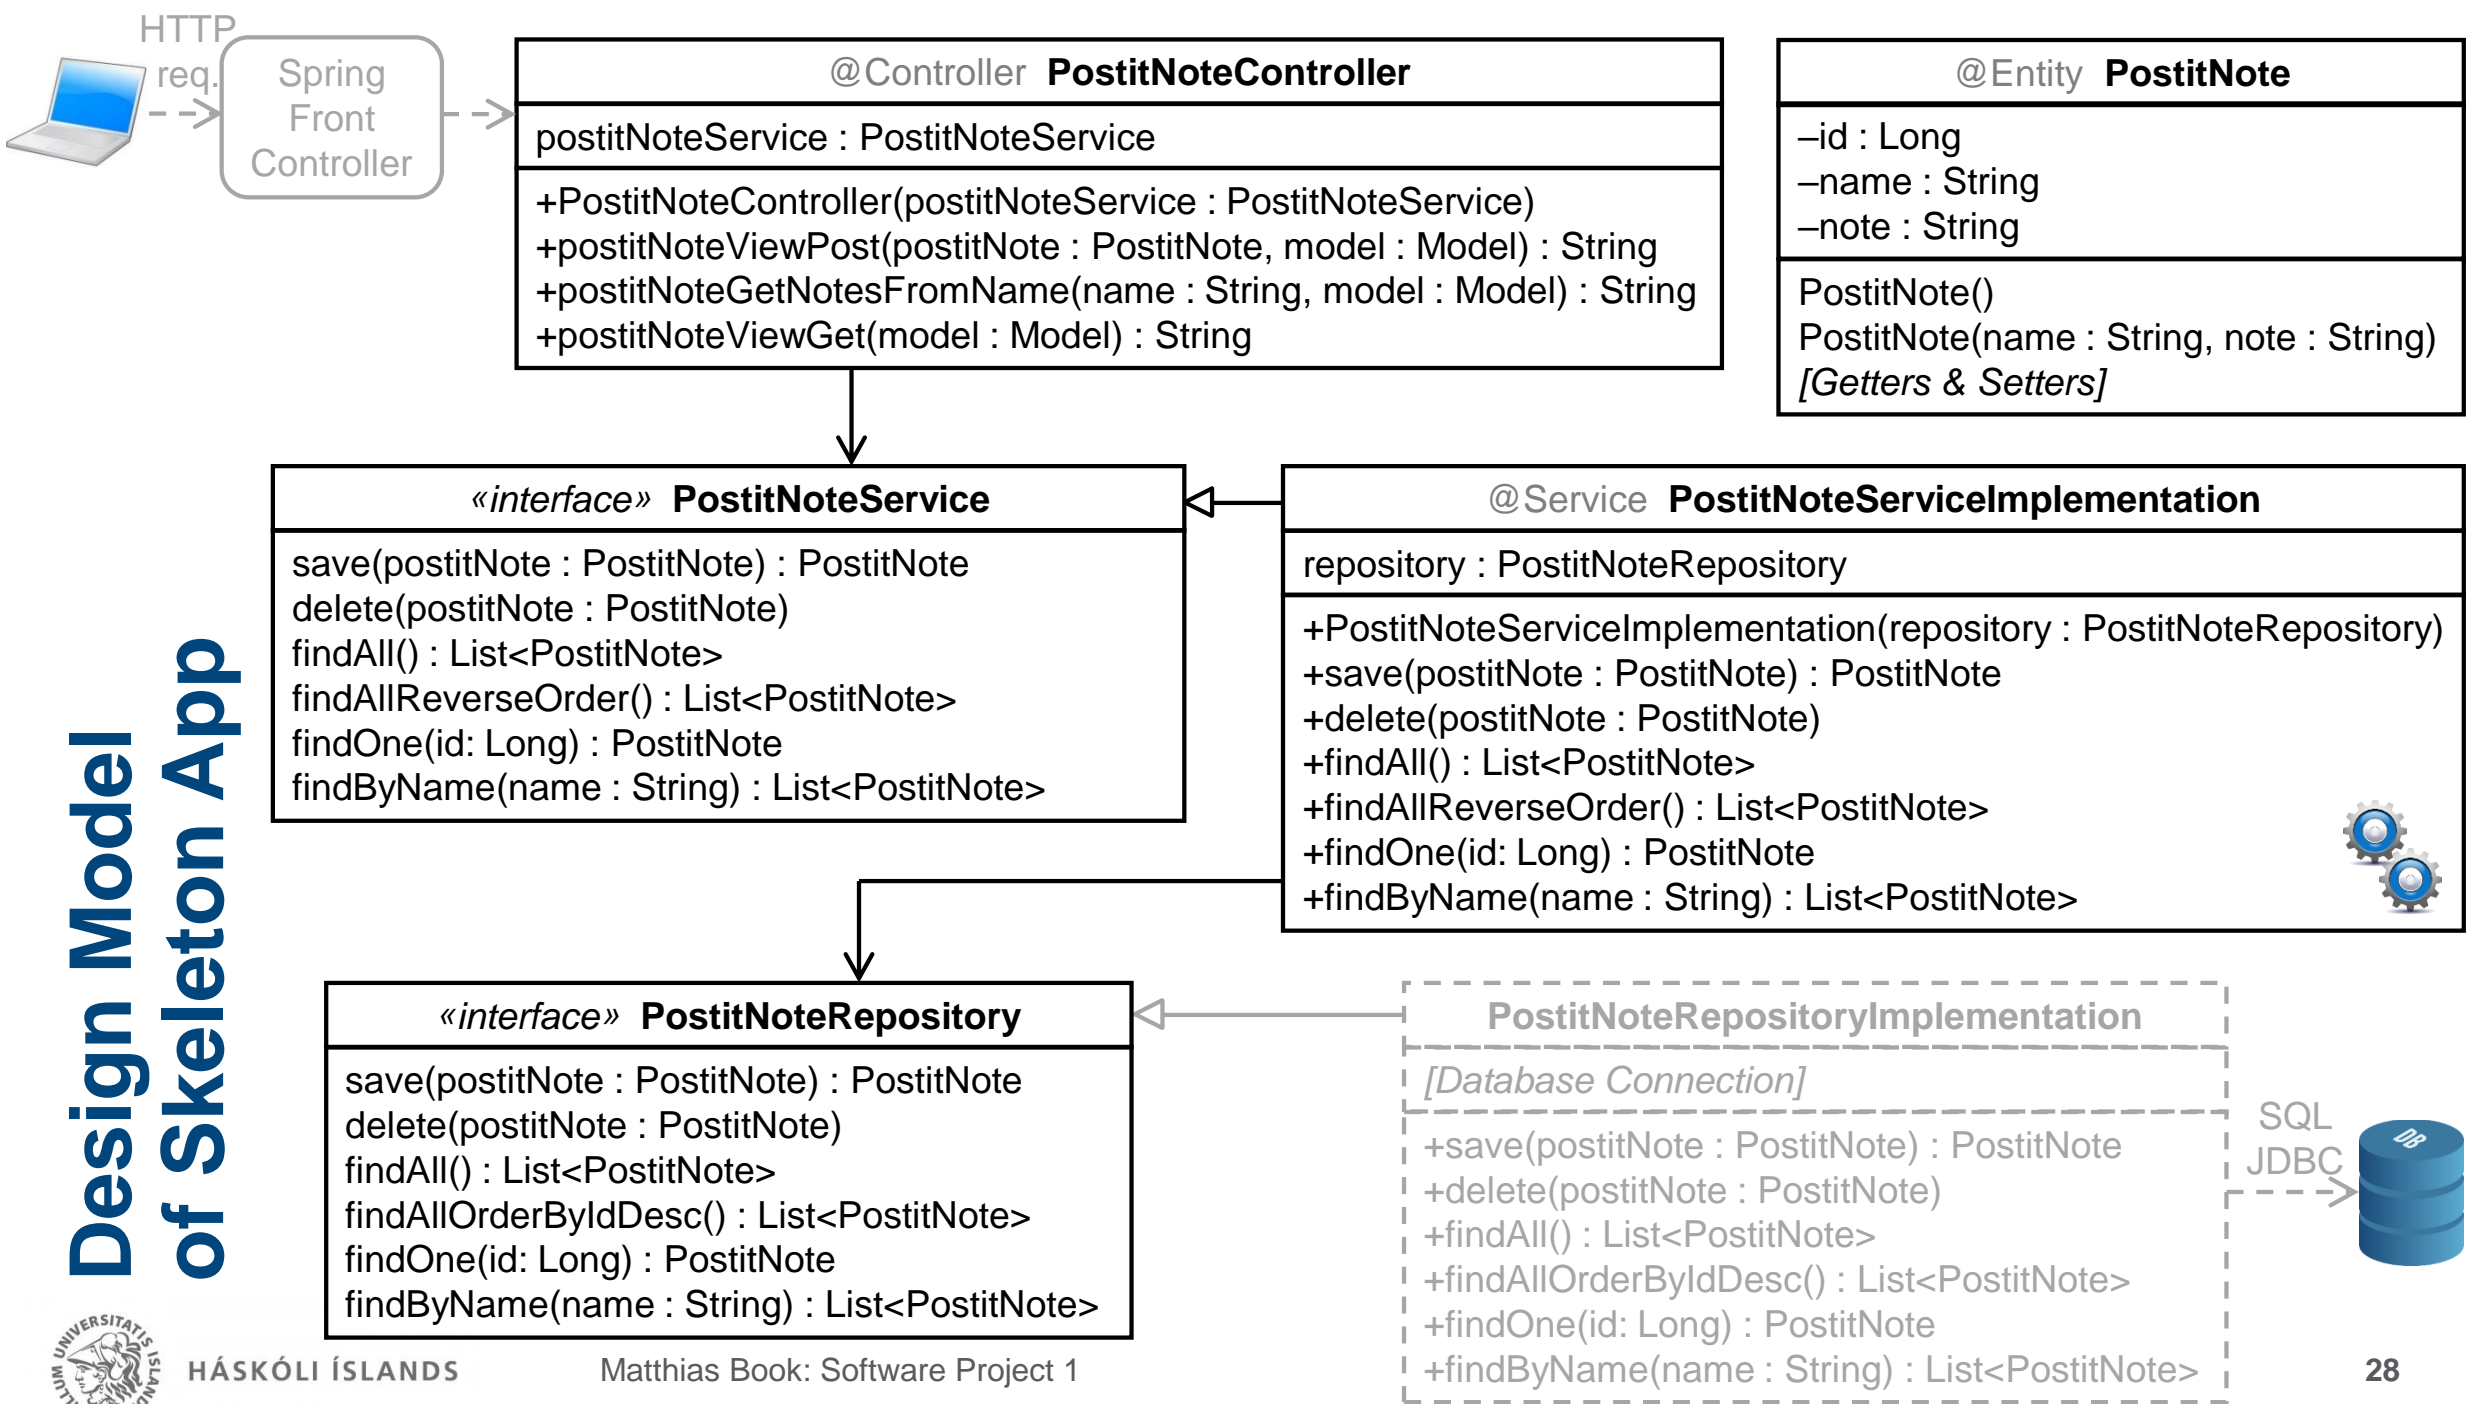 HTTP
req.
Spring
Front
Controller
@Controller PostitNoteController
postitNoteService : PostitNoteService
+PostitNoteController(postitNoteService : PostitNoteService)
+postitNoteViewPost(postitNote : PostitNote, model : Model) : String
+postitNoteGetNotesFromName(name : String, model : Model) : String
+postitNoteViewGet(model : Model) : String
@Entity PostitNote
–id : Long
–name : String
–note : String
PostitNote()
PostitNote(name : String, note : String)
[Getters & Setters]
«interface» PostitNoteService
save(postitNote : PostitNote) : PostitNote
delete(postitNote : PostitNote)
findAll() : List<PostitNote>
findAllReverseOrder() : List<PostitNote>
findOne(id: Long) : PostitNote
findByName(name : String) : List<PostitNote>
@Service PostitNoteServiceImplementation
repository : PostitNoteRepository
+PostitNoteServiceImplementation(repository : PostitNoteRepository)
+save(postitNote : PostitNote) : PostitNote
+delete(postitNote : PostitNote)
+findAll() : List<PostitNote>
+findAllReverseOrder() : List<PostitNote>
+findOne(id: Long) : PostitNote
+findByName(name : String) : List<PostitNote>
Design Model
of Skeleton App
«interface» PostitNoteRepository
save(postitNote : PostitNote) : PostitNote
delete(postitNote : PostitNote)
findAll() : List<PostitNote>
findAllOrderByIdDesc() : List<PostitNote>
findOne(id: Long) : PostitNote
findByName(name : String) : List<PostitNote>
PostitNoteRepositoryImplementation
[Database Connection]
+save(postitNote : PostitNote) : PostitNote
+delete(postitNote : PostitNote)
+findAll() : List<PostitNote>
+findAllOrderByIdDesc() : List<PostitNote>
+findOne(id: Long) : PostitNote
+findByName(name : String) : List<PostitNote>
SQL
JDBC
DB
HÁSKÓLI ÍSLANDS
Matthias Book: Software Project 1
28